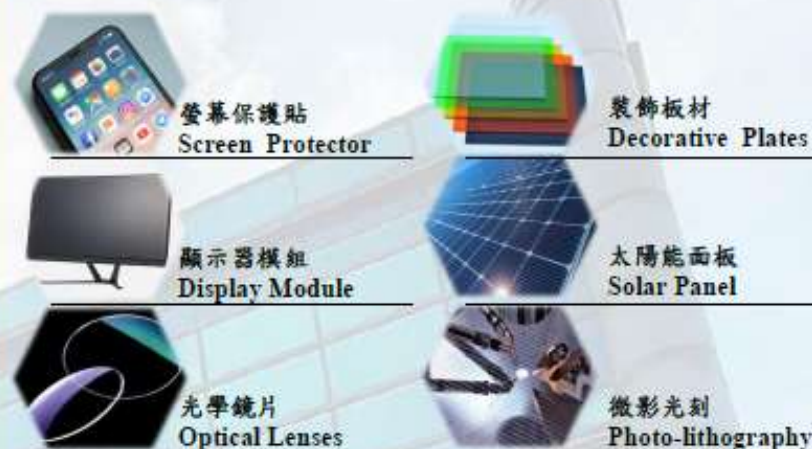 螢幕保護貼
Screen Protector
裝飾板材
Decorative Plates
顯示器模組
Display Module
太陽能面板
Solar Panel
光學鏡片
Optical Lenses
微影光刻
Photo-lithography